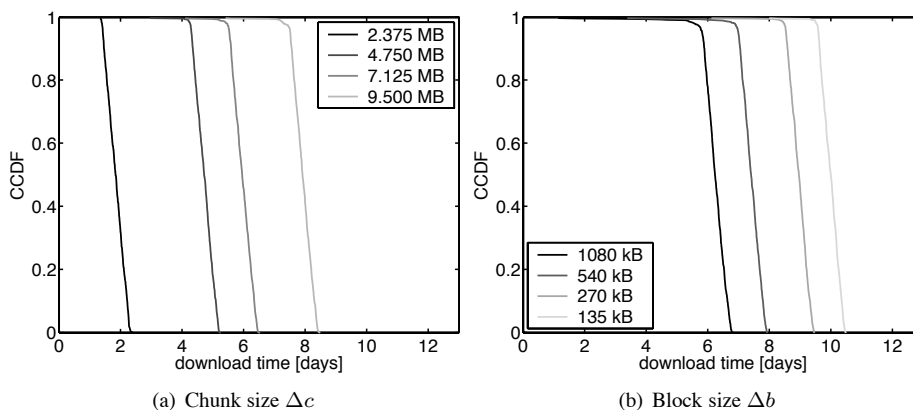 1
0.8
0.6
0.4
0.2
0
CCDF
0 2 4 6 8 10 12
download time [days]
2.375 MB
4.750 MB
7.125 MB
9.500 MB
(a) Chunk size Δc
1
0.8
0.6
0.4
0.2
0
CCDF
0 2 4 6 8 10 12
download time [days]
1080 kB
540 kB
270 kB
135 kB
(b) Block size Δb